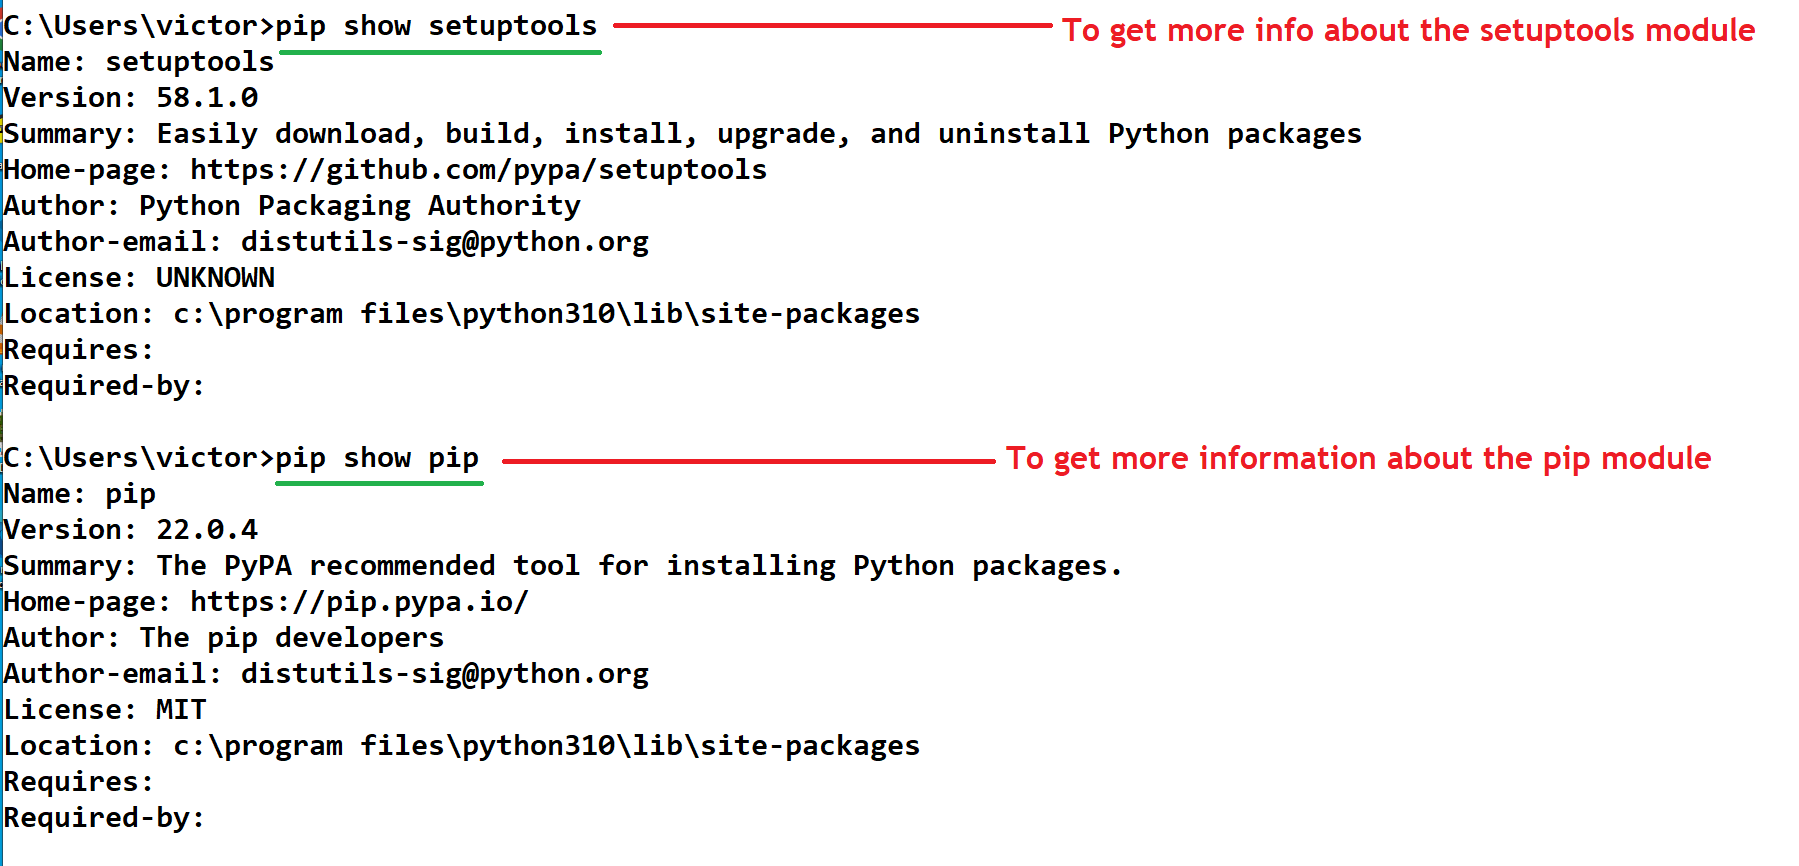 C:\Users\victor>pip show setuptools To get more info about the setuptools module
Name: setuptools
Version: 58.1.0
Summary: Easily download, build, install, upgrade, and uninstall Python packages
Home-page: https://github.com/pypa/setuptools
Author: Python Packaging Authority
Author-email: distutils-sig@python.org
License: UNKNOWN
Location: c:\program files\python310\lib\site-packages
Requires:
Required-by:
C:\Users\victor>pip show pip To get more information about the pip module
Name: pip
Version: 22.0.4
Summary: The PyPA recommended tool for installing Python packages.
Home-page: https://pip.pypa.io/
Author: The pip developers
Author-email: distutils-sig@python.org
License: MIT
Location: c:\program files\python310\lib\site-packages
Requires:
Required-by: